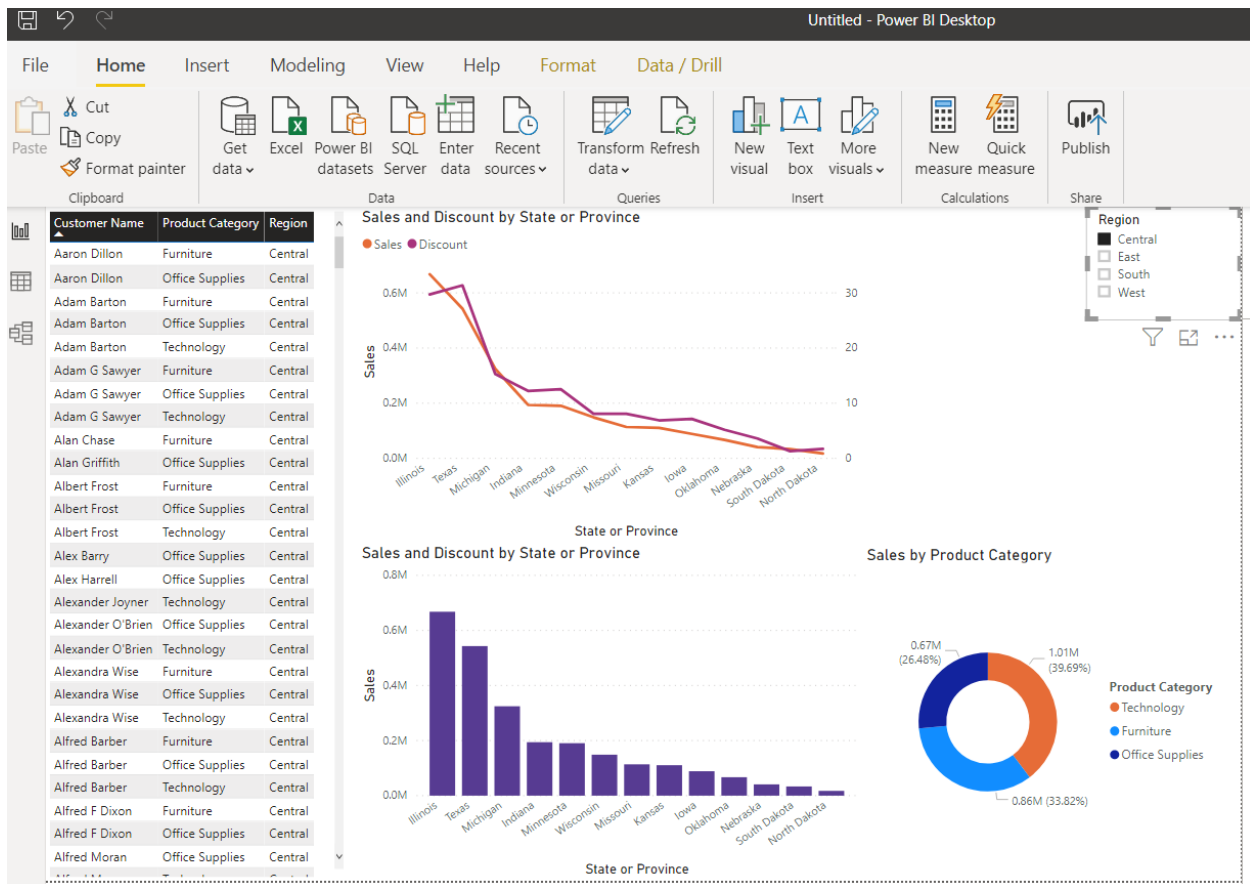 Untitled - Power BI Desktop
File Home Insert Modeling View Help Format Data / Drill
Paste
Cut
Copy
Format painter
Clipboard
Get data
Excel
Power BI datasets
SQL Server
Enter data
Recent sources
Data
Transform data
Refresh
Queries
New visual
Text box
More visuals
Insert
New measure
Quick measure
Calculations
Publish
Share
Customer Name Product Category Region
Aaron Dillon Furniture Central
Aaron Dillon Office Supplies Central
Adam Barton Furniture Central
Adam Barton Office Supplies Central
Adam Barton Technology Central
Adam G Sawyer Furniture Central
Adam G Sawyer Office Supplies Central
Adam G Sawyer Technology Central
Alan Chase Furniture Central
Alan Griffith Office Supplies Central
Albert Frost Furniture Central
Albert Frost Office Supplies Central
Albert Frost Technology Central
Alex Barry Office Supplies Central
Alex Harrell Office Supplies Central
Alexander Joyner Technology Central
Alexander O'Brien Office Supplies Central
Alexander O'Brien Technology Central
Alexandra Wise Furniture Central
Alexandra Wise Office Supplies Central
Alexandra Wise Technology Central
Alfred Barber Furniture Central
Alfred Barber Office Supplies Central
Alfred Barber Technology Central
Alfred F Dixon Furniture Central
Alfred F Dixon Office Supplies Central
Alfred Moran Office Supplies Central
Sales and Discount by State or Province
Sales Discount
0.6M 30
0.4M 20
0.2M 10
0.0M 0
Sales
Illinois Texas Michigan Indiana Minnesota Wisconsin Missouri Kansas Iowa Oklahoma Nebraska South Dakota North Dakota
State or Province
Region
Central
East
South
West
Sales and Discount by State or Province
0.8M
0.6M
0.4M
0.2M
0.0M
Sales
Illinois Texas Michigan Indiana Minnesota Wisconsin Missouri Kansas Iowa Oklahoma Nebraska South Dakota North Dakota
State or Province
Sales by Product Category
0.67M
(26.48%)
1.01M
(39.69%)
0.86M (33.82%)
Product Category
Technology
Furniture
Office Supplies